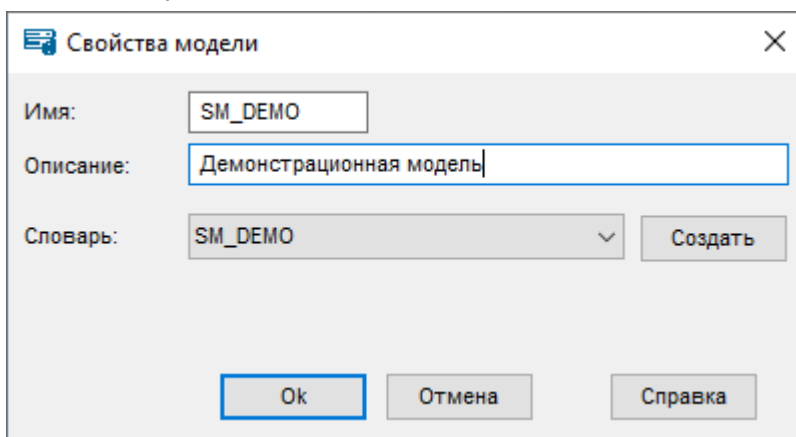 Свойства модели
Имя: SM_DEMO
Описание: Демонстрационная модель
Словарь: SM_DEMO Создать
Ok Отмена Справка